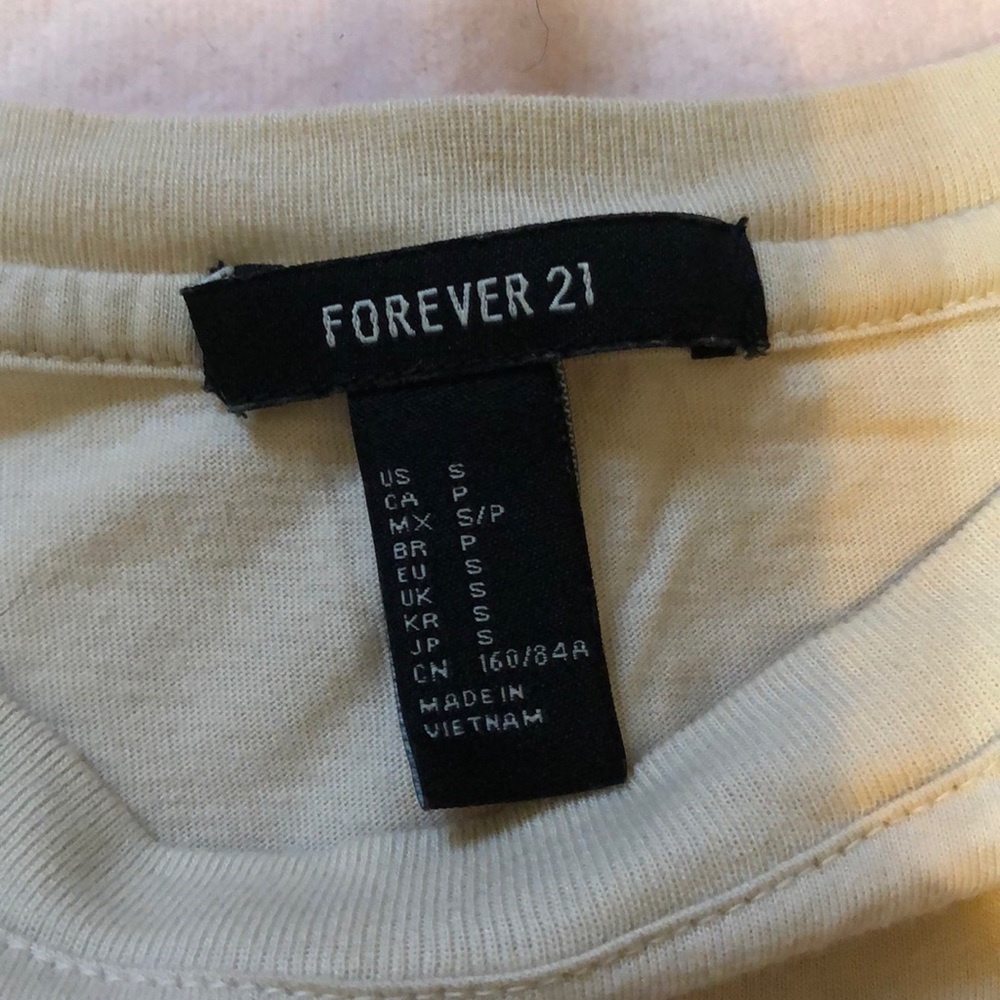 FOREVER 21
US S
CA P
MX S/P
BR P
EU S
UK S
KR S
JP S
CN 160/84A
MADE IN
VIETNAM